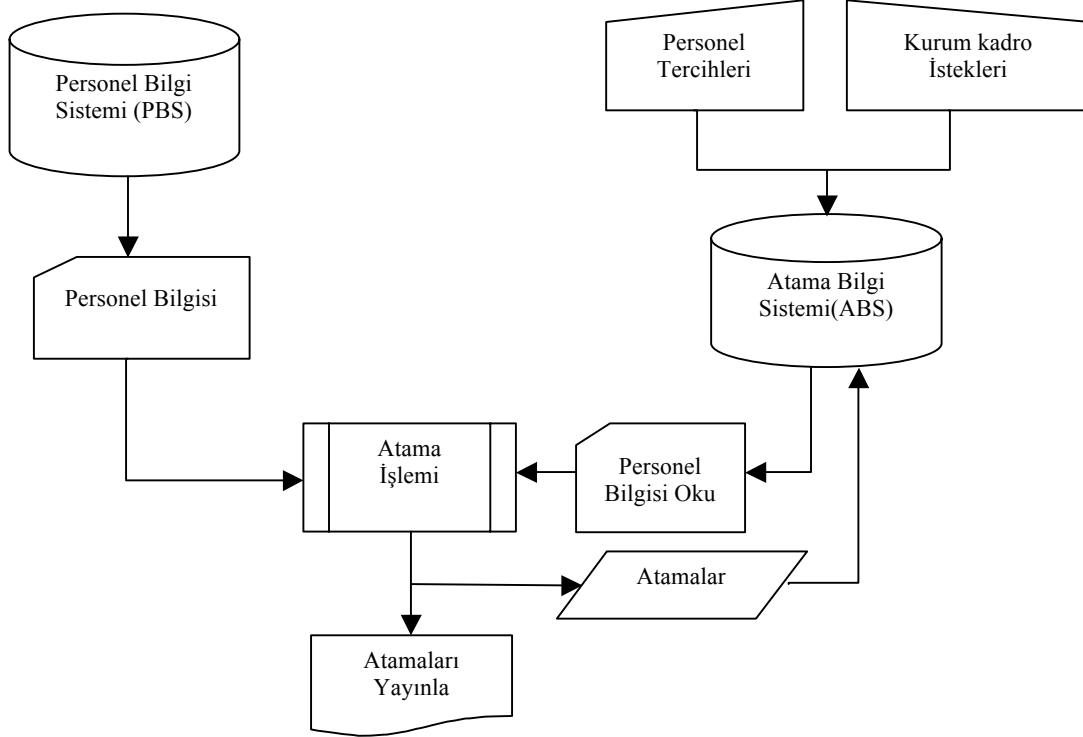 Personel Bilgi
Sistemi (PBS)
Personel
Tercihleri
Kurum kadro
İstekleri
Personel Bilgisi
Atama Bilgi
Sistemi(ABS)
Atama
İşlemi
Personel
Bilgisi Oku
Atamalar
Atamaları
Yayınla